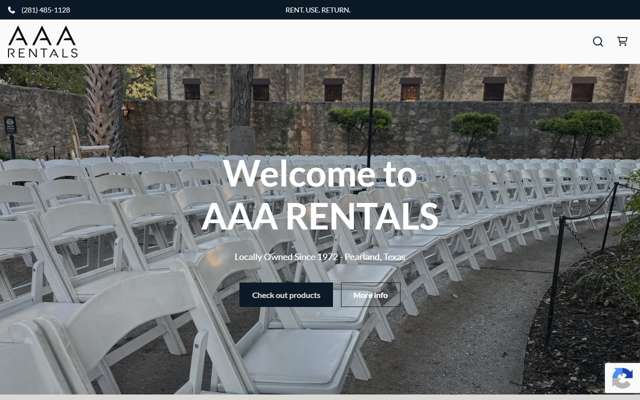 (281) 485-1128
RENT. USE. RETURN.
AAA
RENTALS
Welcome to
AAA RENTALS
Locally Owned Since 1972 - Pearland, Texas
Check out products
More info